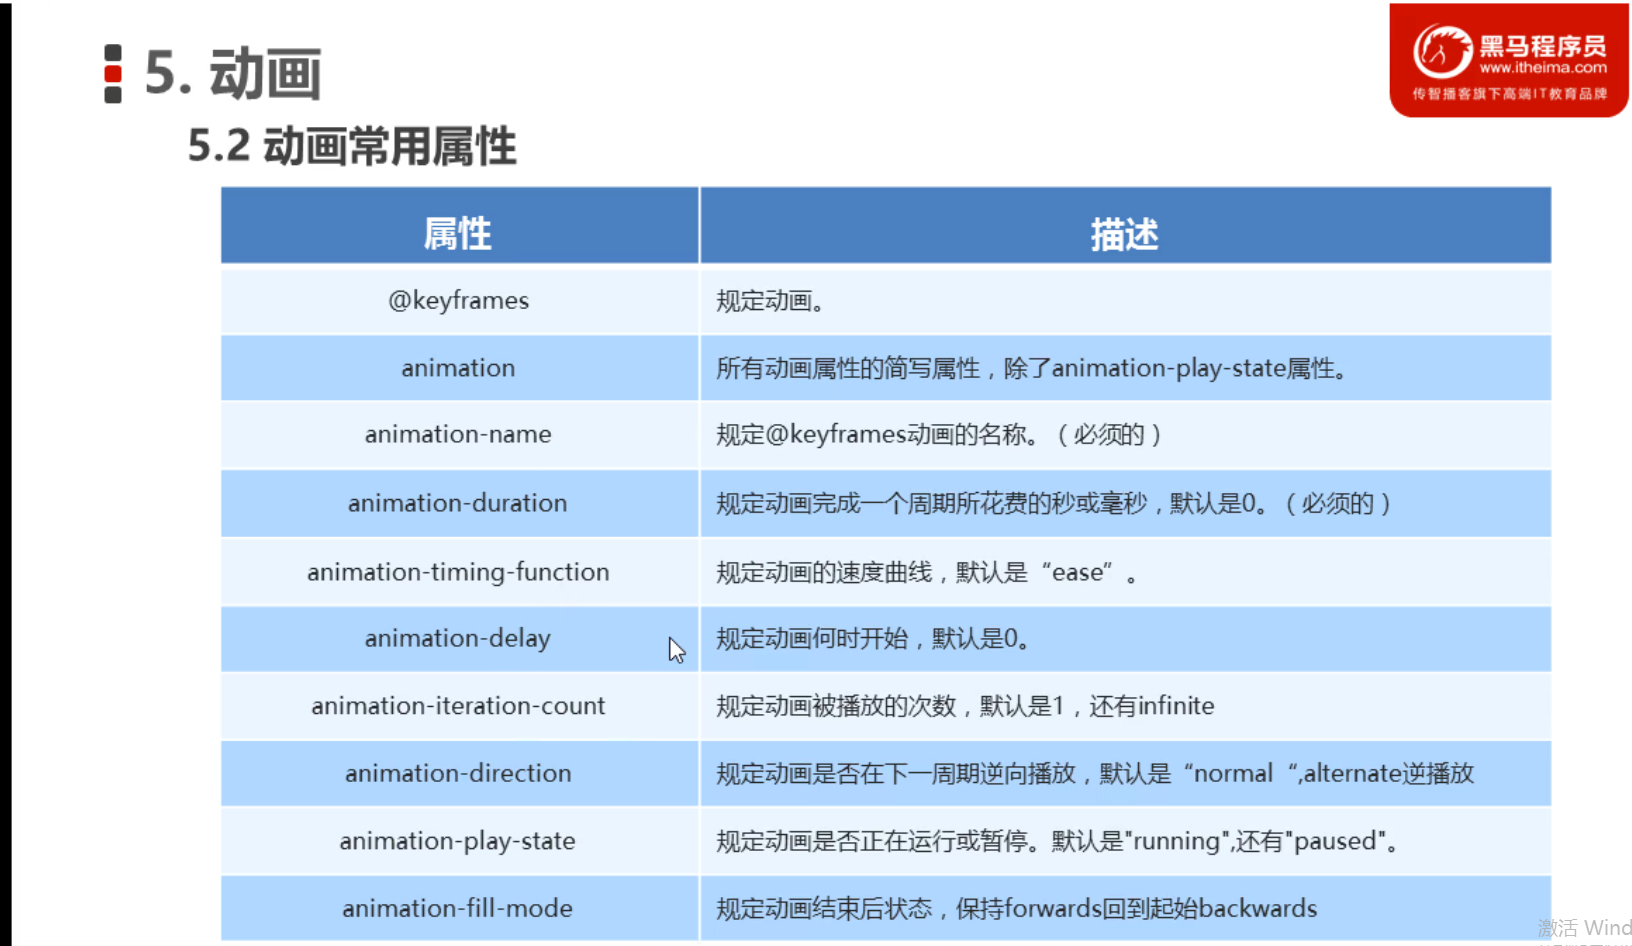 5. 动画
黑马程序员
www.itheima.com
传智播客旗下高端IT教育品牌
5.2 动画常用属性
属性 描述
@keyframes 规定动画。
animation 所有动画属性的简写属性，除了animation-play-state属性。
animation-name 规定@keyframes动画的名称。（必须的）
animation-duration 规定动画完成一个周期所花费的秒或毫秒，默认是0。（必须的）
animation-timing-function 规定动画的速度曲线，默认是“ease”。
animation-delay 规定动画何时开始，默认是0。
animation-iteration-count 规定动画被播放的次数，默认是1，还有infinite
animation-direction 规定动画是否在下一周期逆向播放，默认是“normal “,alternate逆播放
animation-play-state 规定动画是否正在运行或暂停。默认是"running",还有"paused"。
animation-fill-mode 规定动画结束后状态，保持forwards回到起始backwards
激活 Wind